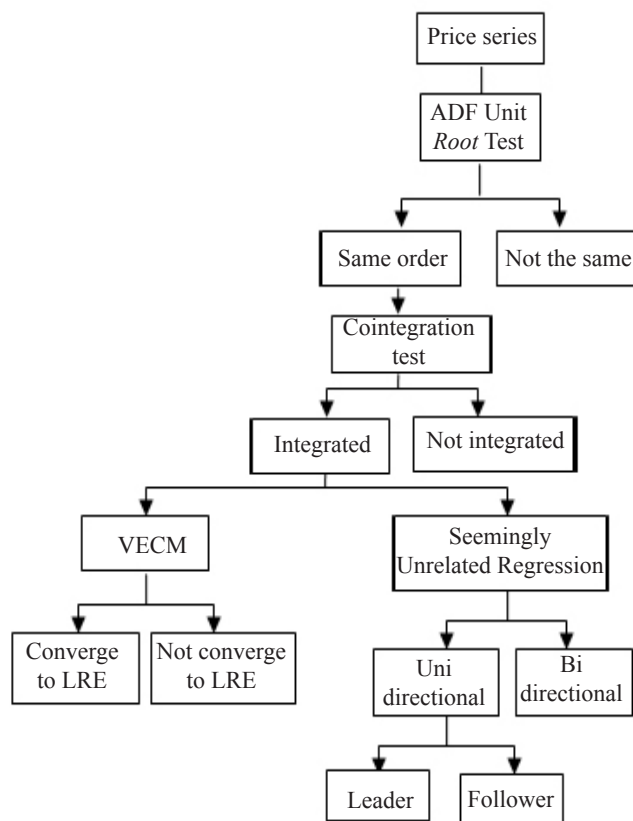 Price series
ADF Unit
Root Test
Same order
Not the same
Cointegration
test
Integrated
Not integrated
VECM
Seemingly
Unrelated Regression
Converge
to LRE
Not converge
to LRE
Uni
directional
Bi
directional
Leader
Follower